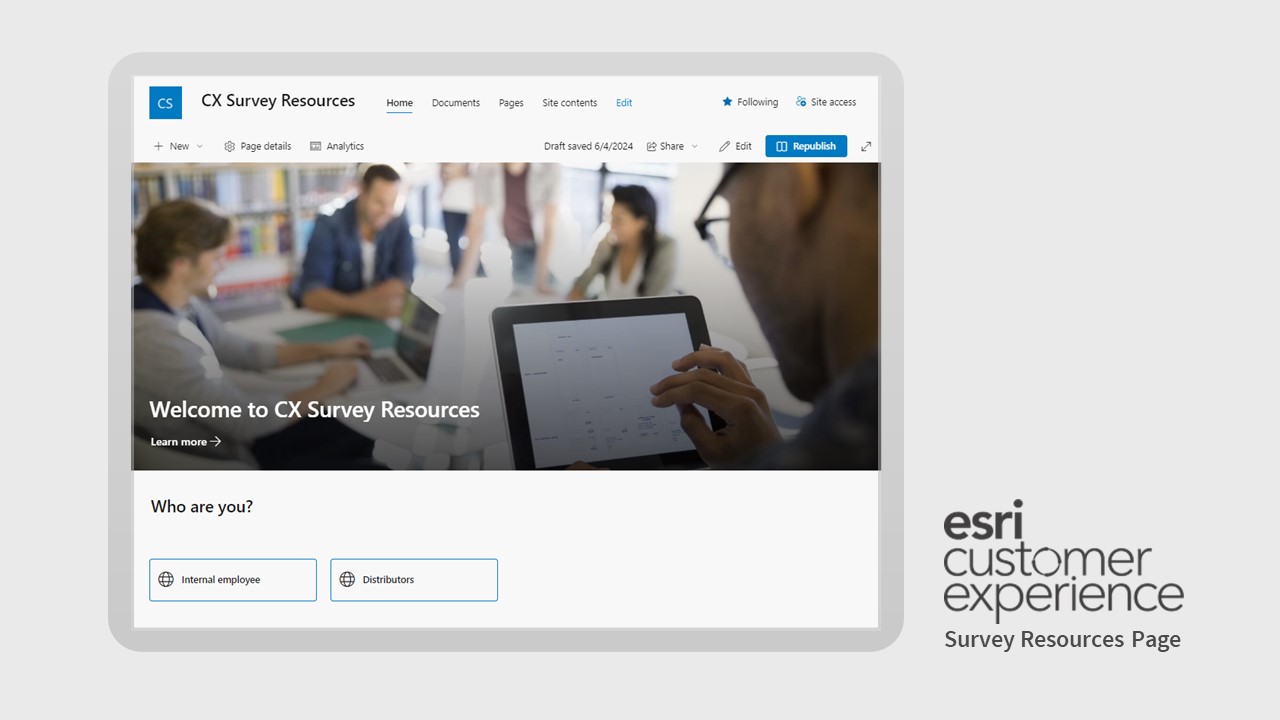 CS
CX Survey Resources
Home Documents Pages Site contents Edit
Following Site access
New Page details Analytics
Draft saved 6/4/2024 Share Edit Republish
Welcome to CX Survey Resources
Learn more
Who are you?
Internal employee Distributors
esri
customer
experience
Survey Resources Page